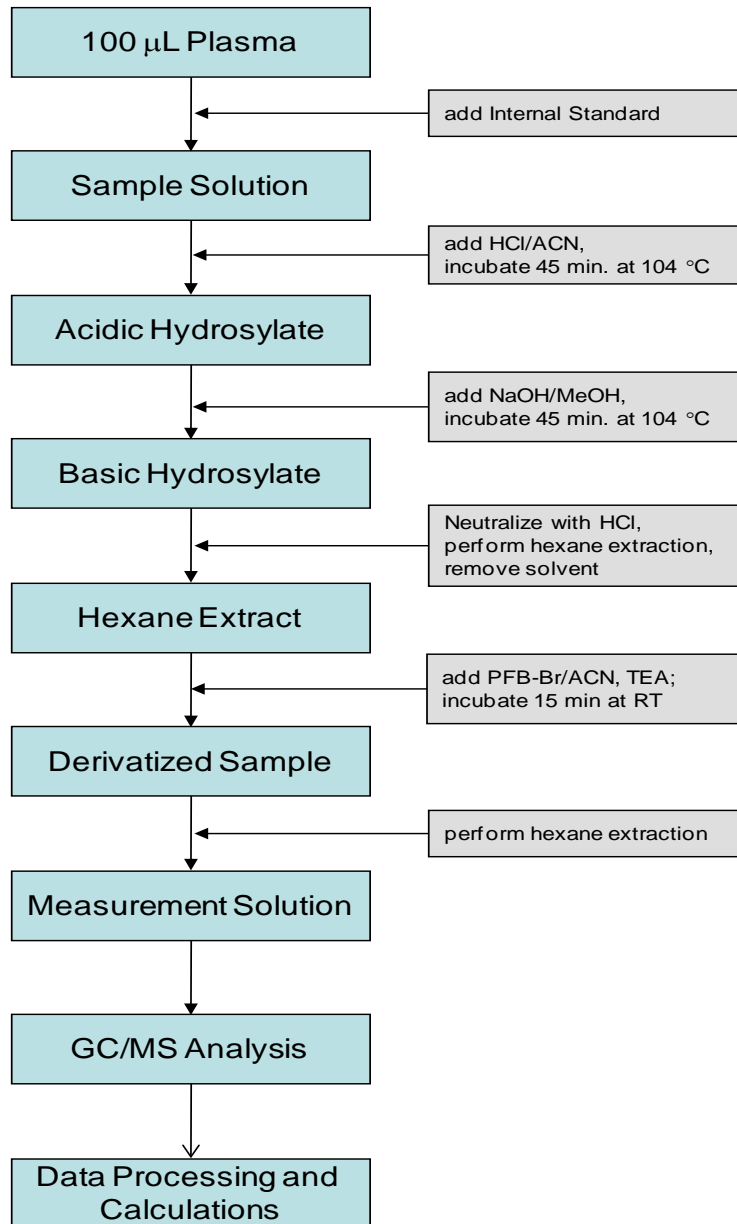 100 μL Plasma
add Internal Standard
Sample Solution
add HCl/ACN,
incubate 45 min. at 104 °C
Acidic Hydrosylate
add NaOH/MeOH,
incubate 45 min. at 104 °C
Basic Hydrosylate
Neutralize with HCl,
perform hexane extraction,
remove solvent
Hexane Extract
add PFB-Br/ACN, TEA;
incubate 15 min at RT
Derivatized Sample
perform hexane extraction
Measurement Solution
GC/MS Analysis
Data Processing and
Calculations